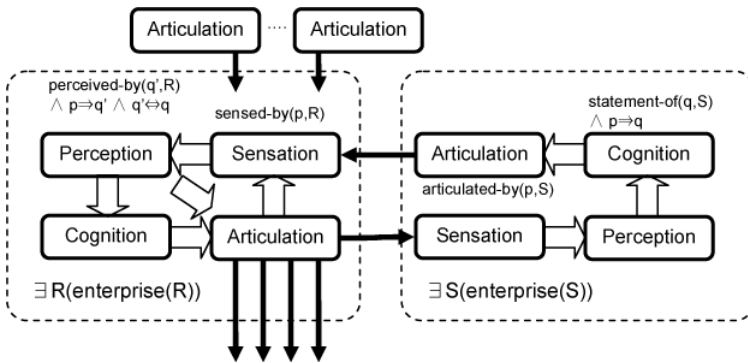 Articulation ···· Articulation
perceived-by(q',R)
∧ p⇒q' ∧ q'⇔q
sensed-by(p,R)
Perception
Sensation
Cognition
Articulation
∃ R(enterprise(R))
statement-of(q,S)
∧ p⇒q
Articulation
Cognition
articulated-by(p,S)
Sensation
Perception
∃ S(enterprise(S))